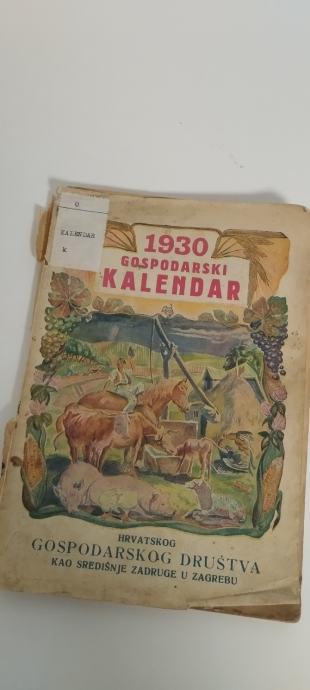 O
KALENDAR
K
1930
GOSPODARSKI
KALENDAR
HRVATSKOG
GOSPODARSKOG DRUŠTVA
KAO SREDIŠNJE ZADRUGE U ZAGREBU